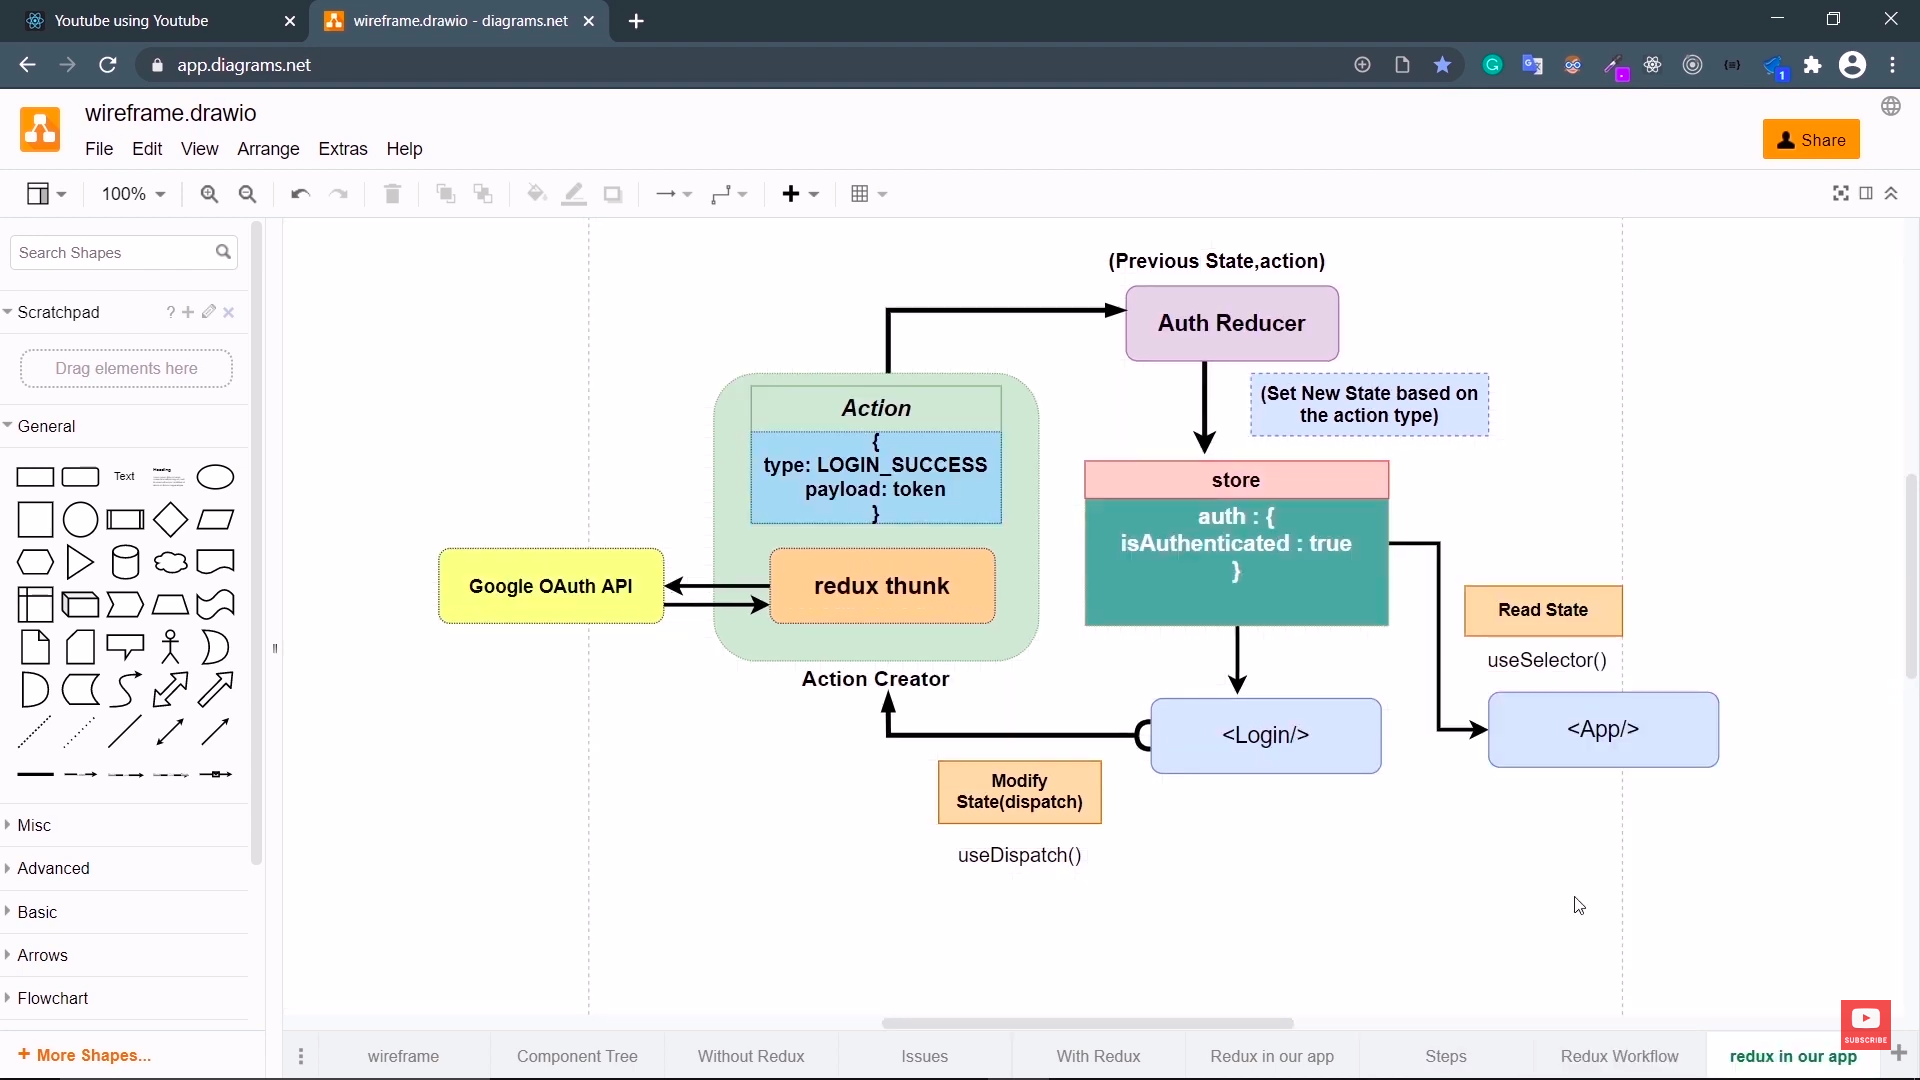 Youtube using Youtube
wireframe.drawio - diagrams.net
app.diagrams.net
1
wireframe.drawio
File Edit View Arrange Extras Help
Share
100%
Search Shapes
Scratchpad
?
Drag elements here
General
Text
Heading
Misc
Advanced
Basic
Arrows
Flowchart
+ More Shapes...
(Previous State,action)
Auth Reducer
(Set New State based on
the action type)
Action
{
type: LOGIN_SUCCESS
payload: token
}
store
auth : {
isAuthenticated : true
}
Google OAuth API
redux thunk
Read State
useSelector()
Action Creator
<Login/>
<App/>
Modify
State(dispatch)
useDispatch()
SUBSCRIBE
wireframe
Component Tree
Without Redux
Issues
With Redux
Redux in our app
Steps
Redux Workflow
redux in our app